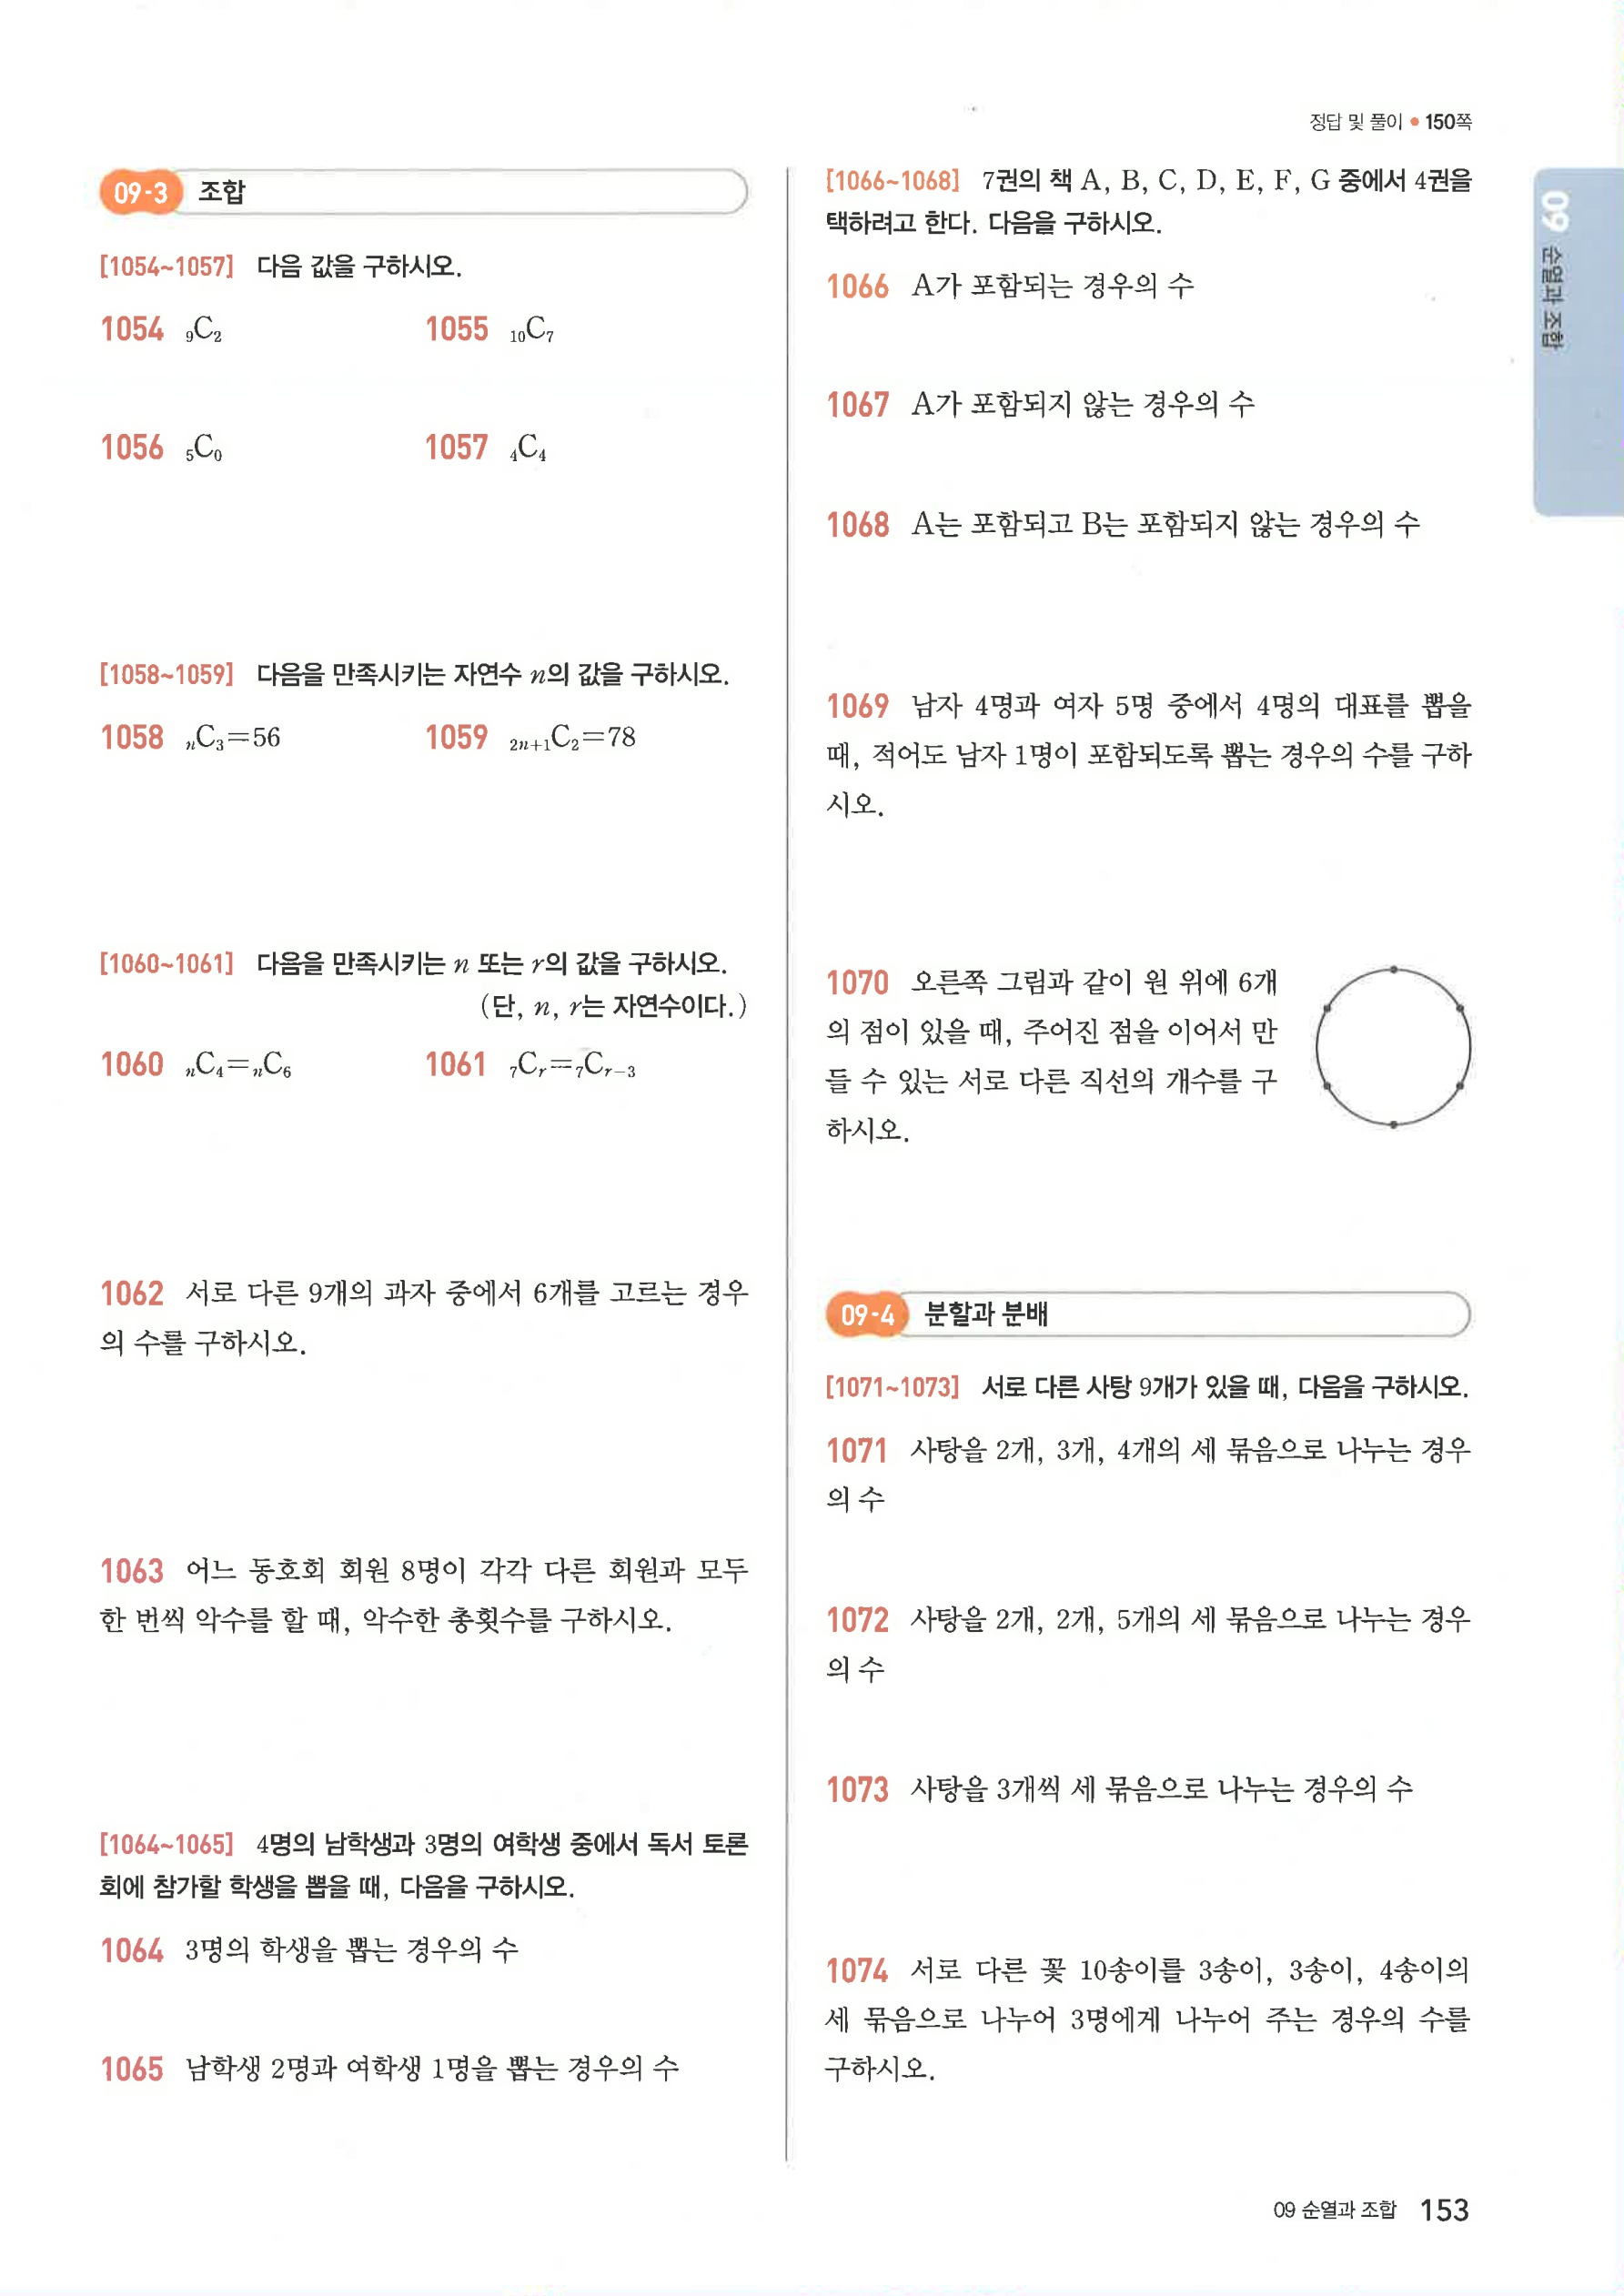 정답 및 풀이 • 150쪽
09-3 조합
[1054~1057] 다음 값을 구하시오.
1054 ₉C₂ 1055 ₁₀C₇
1056 ₅C₀ 1057 ₄C₄
[1058~1059] 다음을 만족시키는 자연수 n의 값을 구하시오.
1058 ₙC₃=56 1059 ₂ₙ₊₁C₂=78
[1060~1061] 다음을 만족시키는 n 또는 r의 값을 구하시오.
(단, n, r는 자연수이다.)
1060 ₙC₄=ₙC₆ 1061 ₇Cᵣ=₇Cᵣ₋₃
1062 서로 다른 9개의 과자 중에서 6개를 고르는 경우
의 수를 구하시오.
1063 어느 동호회 회원 8명이 각각 다른 회원과 모두
한 번씩 악수를 할 때, 악수한 총횟수를 구하시오.
[1064~1065] 4명의 남학생과 3명의 여학생 중에서 독서 토론
회에 참가할 학생을 뽑을 때, 다음을 구하시오.
1064 3명의 학생을 뽑는 경우의 수
1065 남학생 2명과 여학생 1명을 뽑는 경우의 수
[1066~1068] 7권의 책 A, B, C, D, E, F, G 중에서 4권을
택하려고 한다. 다음을 구하시오.
1066 A가 포함되는 경우의 수
1067 A가 포함되지 않는 경우의 수
1068 A는 포함되고 B는 포함되지 않는 경우의 수
1069 남자 4명과 여자 5명 중에서 4명의 대표를 뽑을
때, 적어도 남자 1명이 포함되도록 뽑는 경우의 수를 구하
시오.
1070 오른쪽 그림과 같이 원 위에 6개
의 점이 있을 때, 주어진 점을 이어서 만
들 수 있는 서로 다른 직선의 개수를 구
하시오.
09-4 분할과 분배
[1071~1073] 서로 다른 사탕 9개가 있을 때, 다음을 구하시오.
1071 사탕을 2개, 3개, 4개의 세 묶음으로 나누는 경우
의 수
1072 사탕을 2개, 2개, 5개의 세 묶음으로 나누는 경우
의 수
1073 사탕을 3개씩 세 묶음으로 나누는 경우의 수
1074 서로 다른 꽃 10송이를 3송이, 3송이, 4송이의
세 묶음으로 나누어 3명에게 나누어 주는 경우의 수를
구하시오.
09 순열과 조합
09 순열과 조합 153